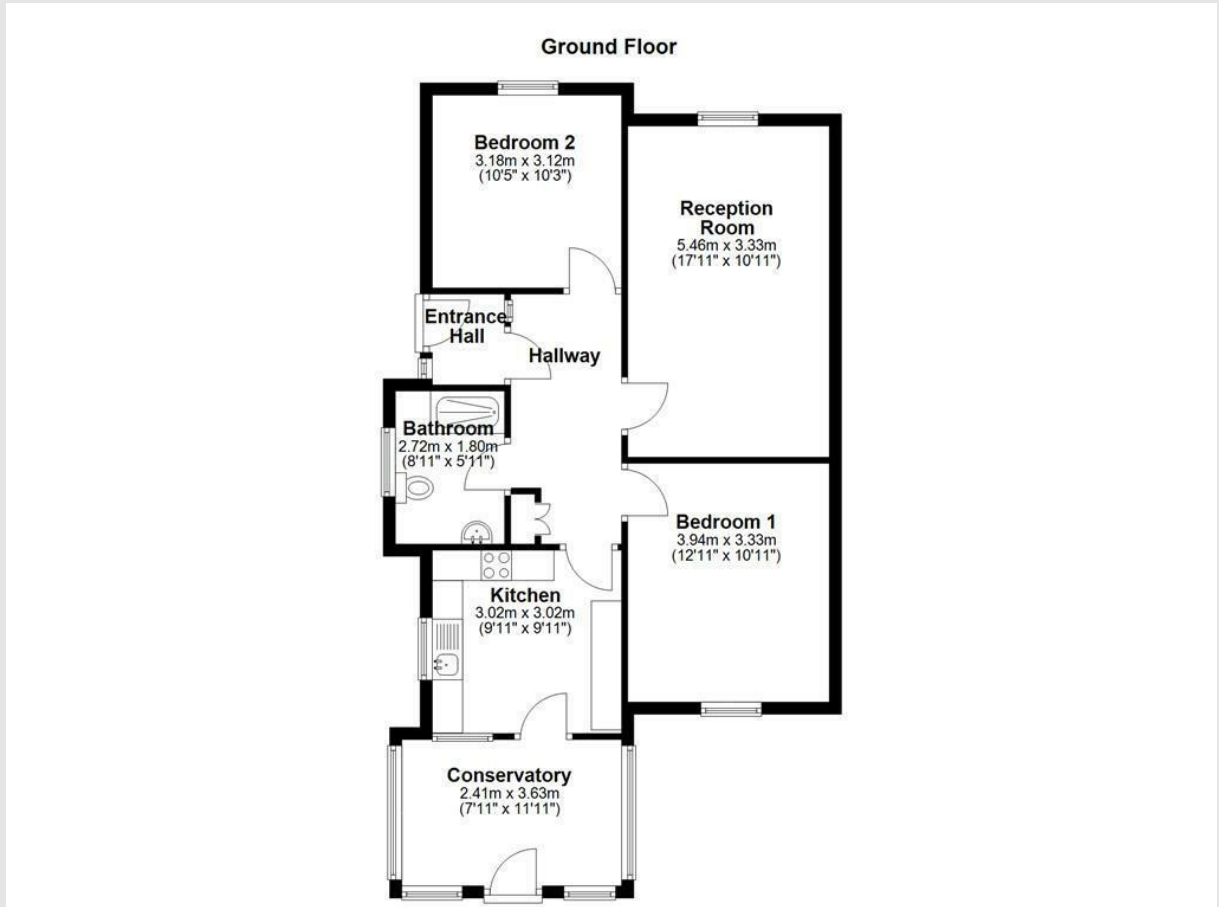 Ground Floor
Bedroom 2
3.18m x 3.12m
(10'5" x 10'3")
Reception
Room
5.46m x 3.33m
(17'11" x 10'11")
Entrance
Hall
Hallway
Bathroom
2.72m x 1.80m
(8'11" x 5'11")
Bedroom 1
3.94m x 3.33m
(12'11" x 10'11")
Kitchen
3.02m x 3.02m
(9'11" x 9'11")
Conservatory
2.41m x 3.63m
(7'11" x 11'11")